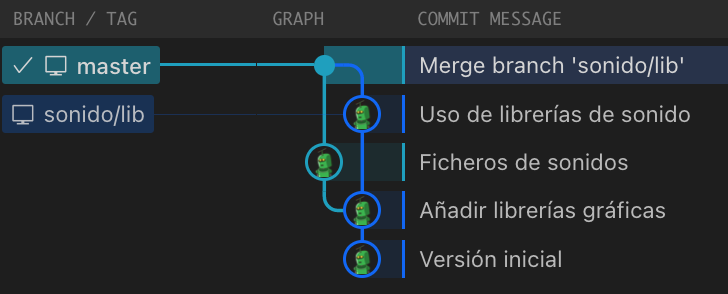 BRANCH / TAG GRAPH COMMIT MESSAGE
master Merge branch 'sonido/lib'
sonido/lib Uso de librerías de sonido
Ficheros de sonidos
Añadir librerías gráficas
Versión inicial